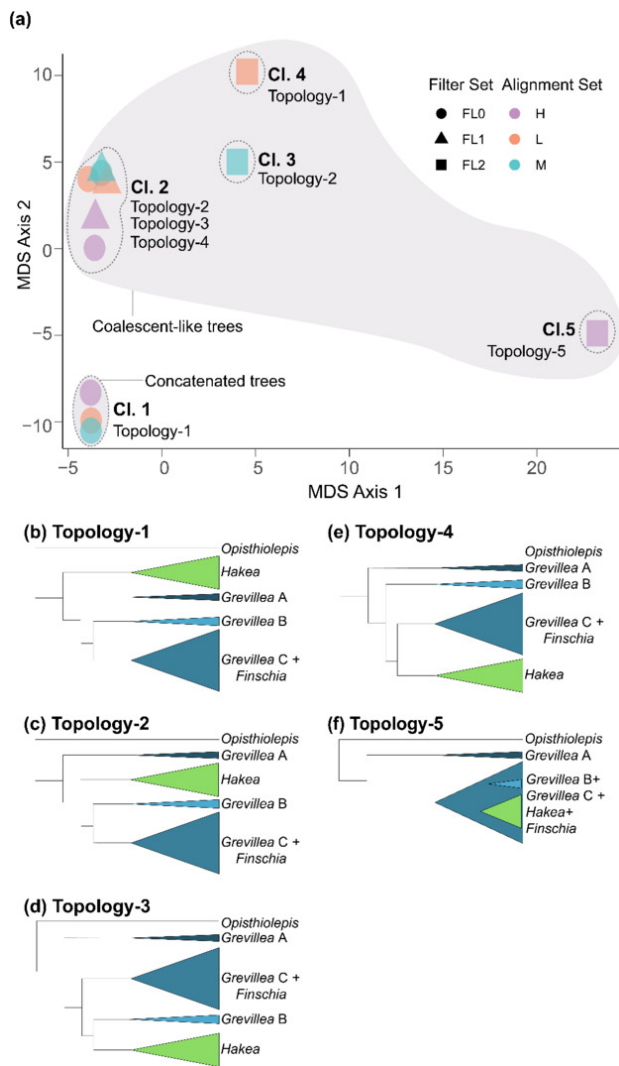 (a)
MDS Axis 2
10
5
0
−5
−10
−5
0
5
10
15
20
MDS Axis 1
Cl. 4
Topology-1
Cl. 3
Topology-2
Cl. 2
Topology-2
Topology-3
Topology-4
Coalescent-like trees
Cl.5
Topology-5
Concatenated trees
Cl. 1
Topology-1
Filter Set
FL0
FL1
FL2
Alignment Set
H
L
M
(b) Topology-1
Opisthiolepis
Hakea
Grevillea A
Grevillea B
Grevillea C +
Finschia
(c) Topology-2
Opisthiolepis
Grevillea A
Hakea
Grevillea B
Grevillea C +
Finschia
(d) Topology-3
Opisthiolepis
Grevillea A
Grevillea C +
Finschia
Grevillea B
Hakea
(e) Topology-4
Opisthiolepis
Grevillea A
Grevillea B
Grevillea C +
Finschia
Hakea
(f) Topology-5
Opisthiolepis
Grevillea A
Grevillea B+
Grevillea C +
Hakea+
Finschia